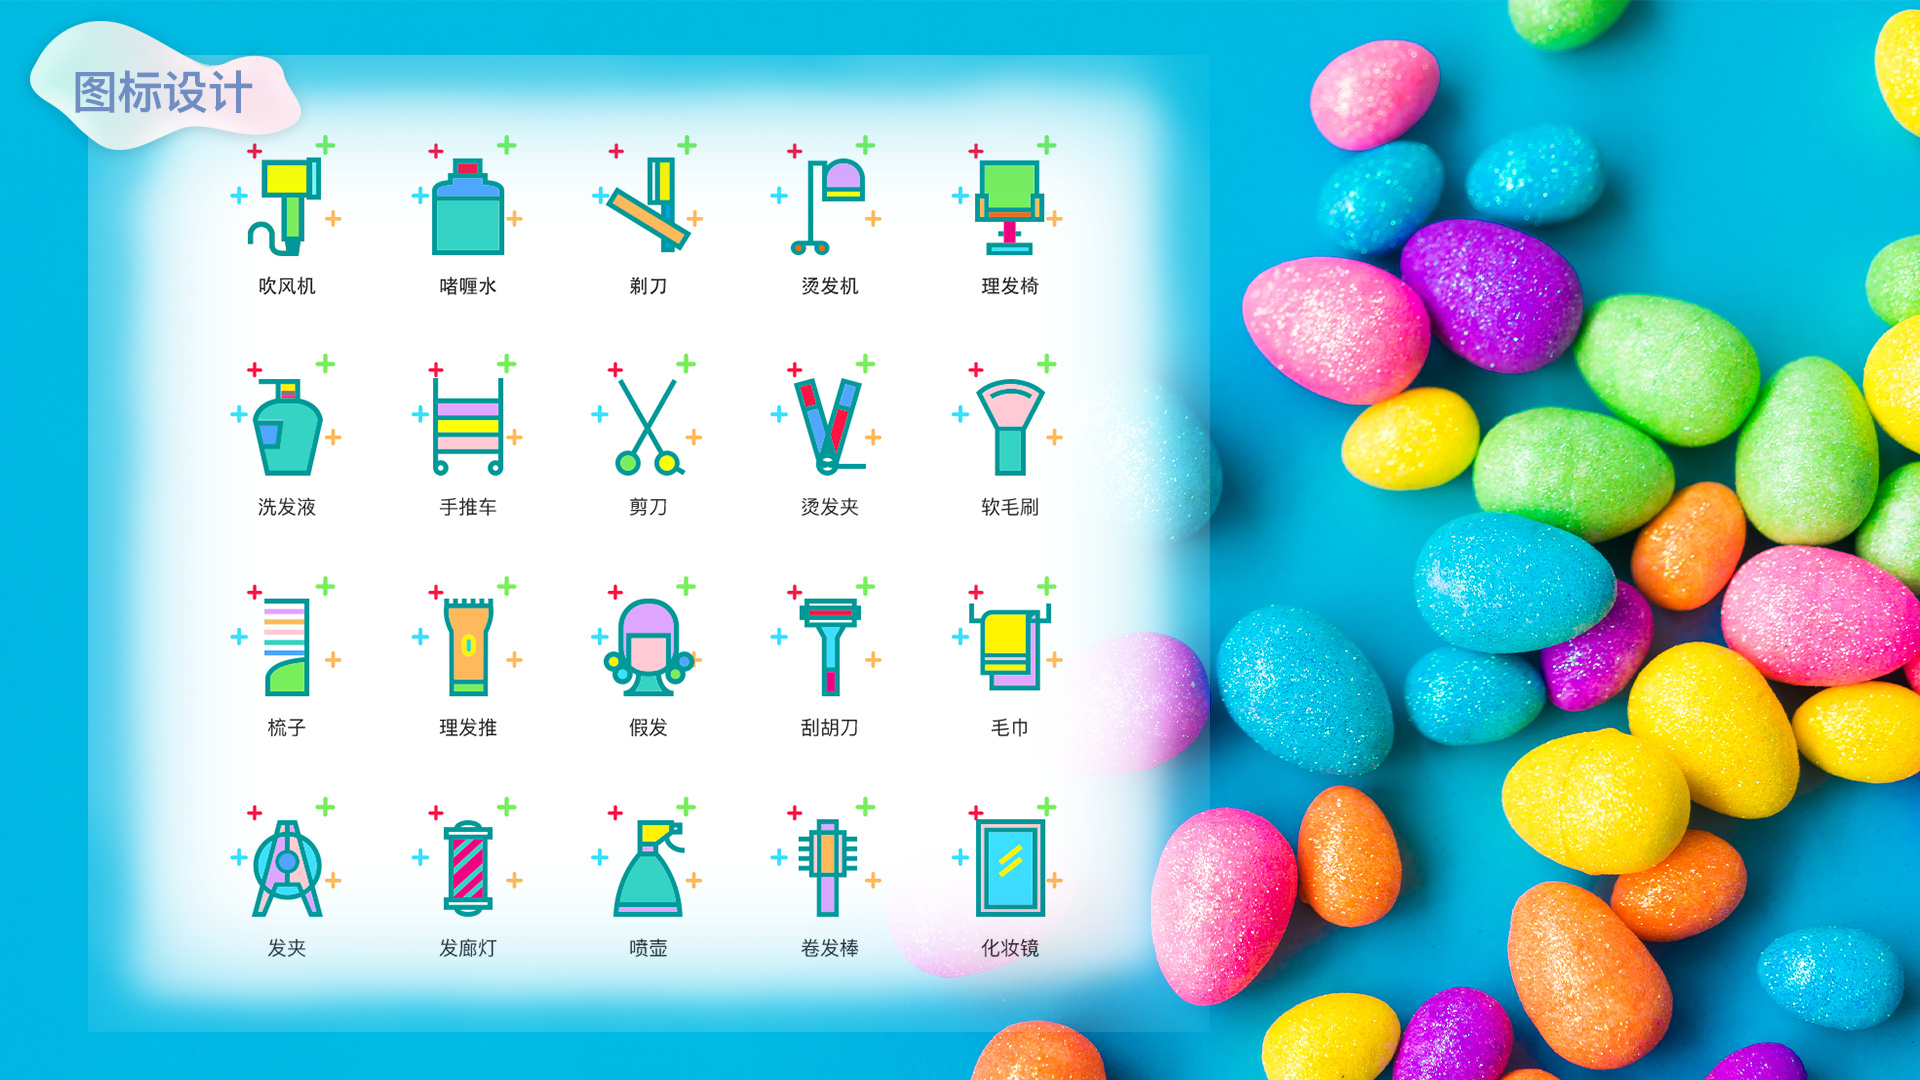 图标设计
吹风机
啫喱水
剃刀
烫发机
理发椅
洗发液
手推车
剪刀
烫发夹
软毛刷
梳子
理发推
假发
刮胡刀
毛巾
发夹
发廊灯
喷壶
卷发棒
化妆镜